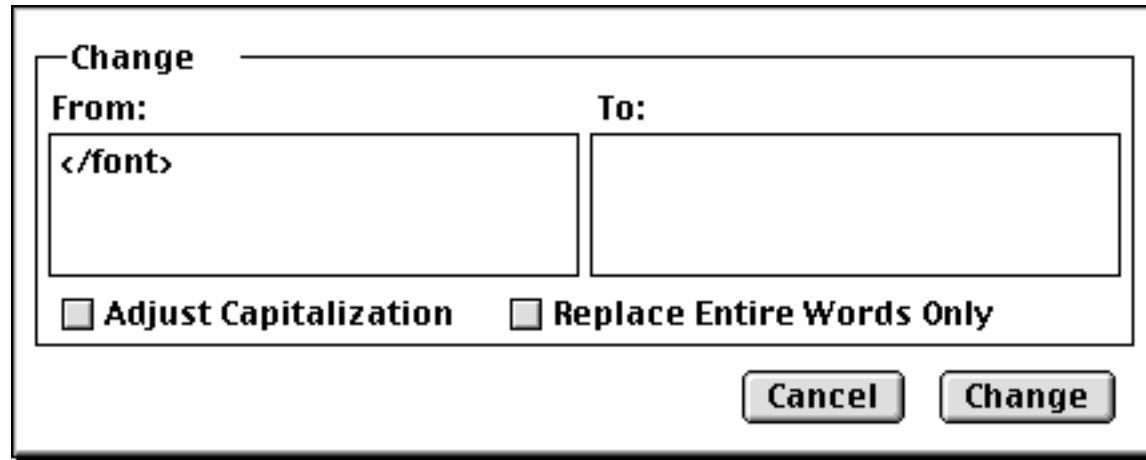 Change
From: To:
</font>
Adjust Capitalization Replace Entire Words Only
Cancel Change